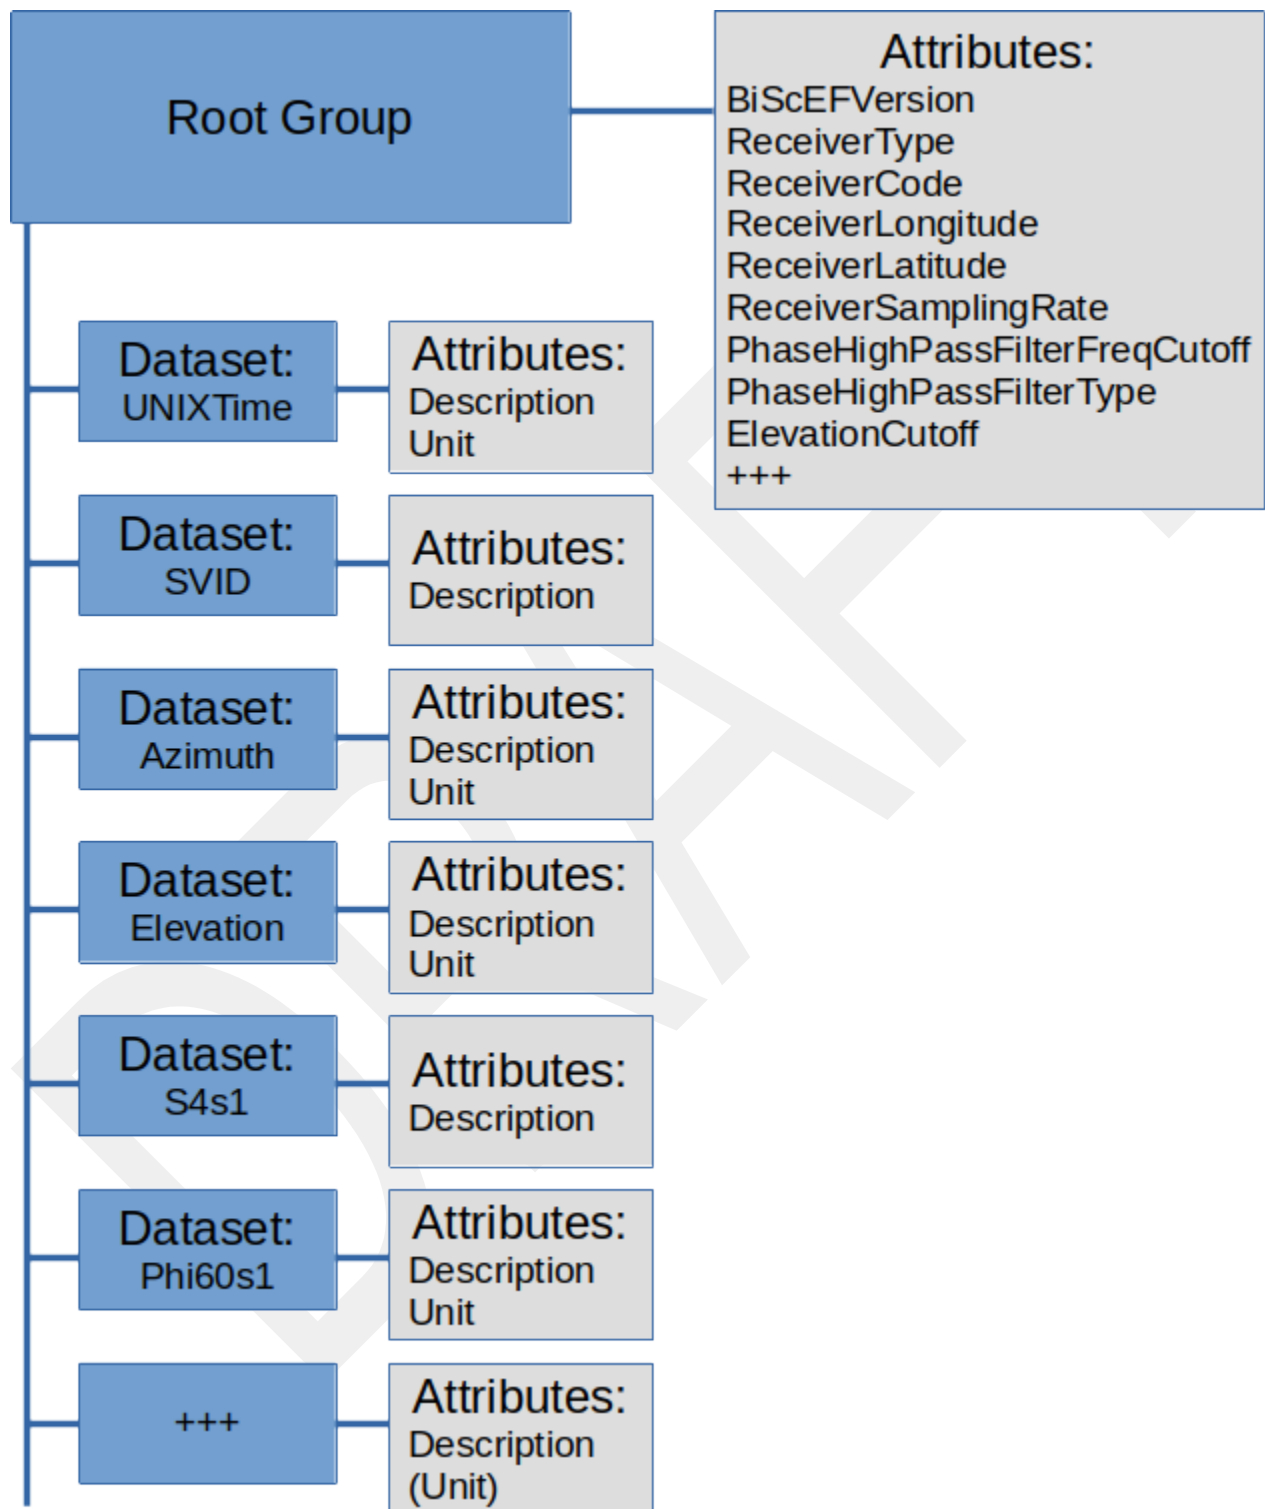 Root Group
Attributes:
BiScEFVersion
ReceiverType
ReceiverCode
ReceiverLongitude
ReceiverLatitude
ReceiverSamplingRate
PhaseHighPassFilterFreqCutoff
PhaseHighPassFilterType
ElevationCutoff
+++
Dataset:
UNIXTime
Attributes:
Description
Unit
Dataset:
SVID
Attributes:
Description
Dataset:
Azimuth
Attributes:
Description
Unit
Dataset:
Elevation
Attributes:
Description
Unit
Dataset:
S4s1
Attributes:
Description
Dataset:
Phi60s1
Attributes:
Description
Unit
+++
Attributes:
Description
(Unit)
DRAFT